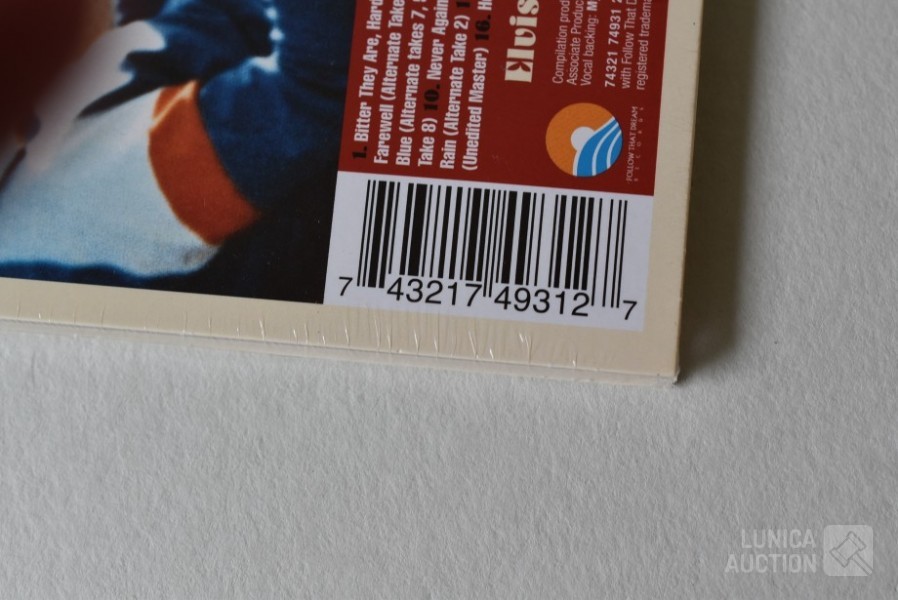 1. Bitter They Are, Hard
Farewell (Alternate Take
Blue (Alternate takes 7,
Take 8) 10. Never Again
Rain (Alternate Take 2) 1
(Unedited Master) 16. H
Elvis
Compilation prod
Associate Produc
Vocal backing: M
74321 74931 2
with Follow That D
registered tradema
FOLLOW THAT DREAM
RECORDS
7 43217 49312 7
LUNICA
AUCTION